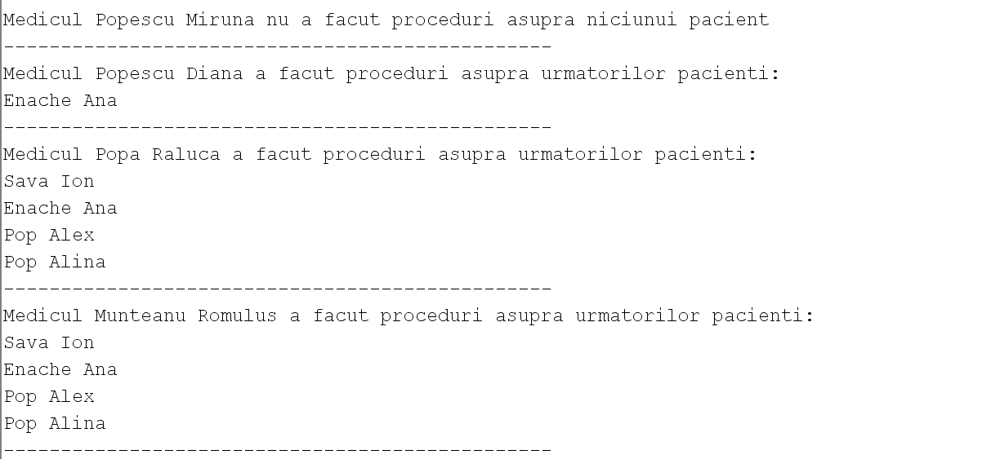 Medicul Popescu Miruna nu a facut proceduri asupra niciunui pacient
------------------------------------------------
Medicul Popescu Diana a facut proceduri asupra urmatorilor pacienti:
Enache Ana
------------------------------------------------
Medicul Popa Raluca a facut proceduri asupra urmatorilor pacienti:
Sava Ion
Enache Ana
Pop Alex
Pop Alina
------------------------------------------------
Medicul Munteanu Romulus a facut proceduri asupra urmatorilor pacienti:
Sava Ion
Enache Ana
Pop Alex
Pop Alina
------------------------------------------------